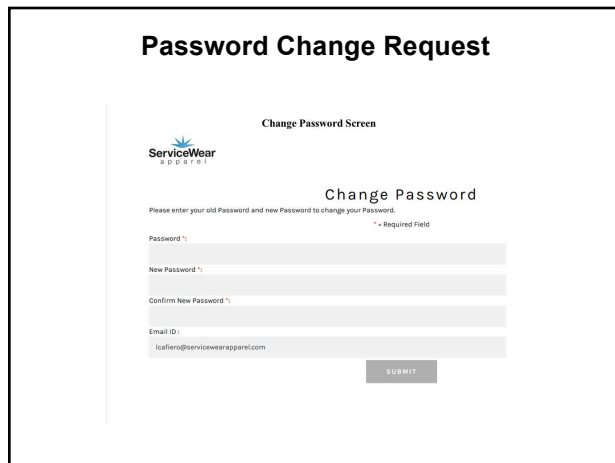 Password Change Request
Change Password Screen
ServiceWear
apparel
Change Password
Please enter your old Password and new Password to change your Password.
* = Required Field
Password *:
New Password *:
Confirm New Password *:
Email ID :
lcafiero@servicewearapparel.com
SUBMIT